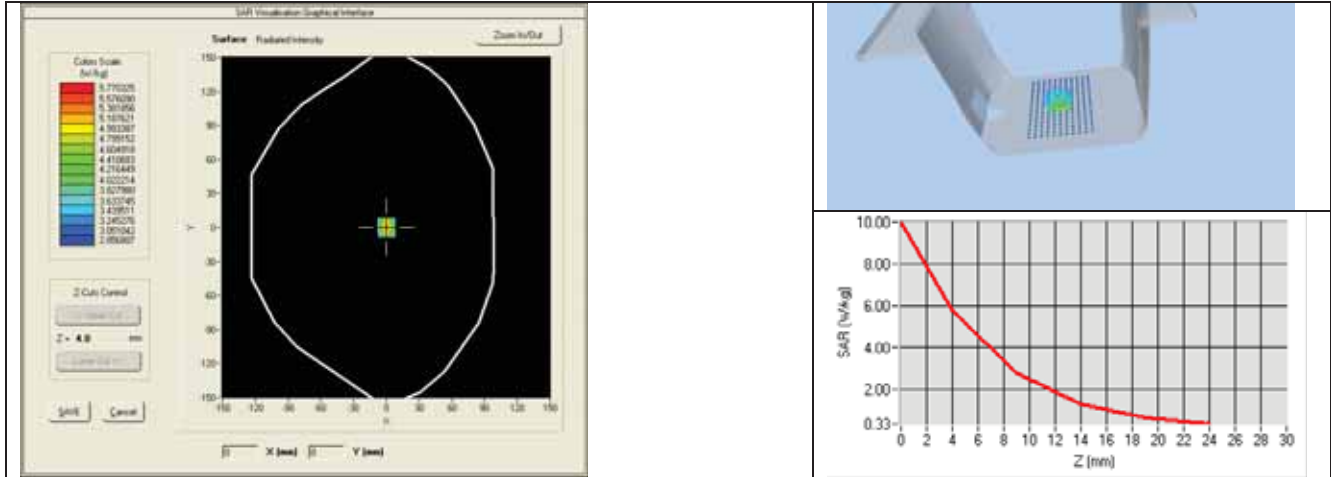 SAR Visualisation Graphical Interface
Surface Radiated Intensity
Zoom In/Out
Colors Scale
(W/kg)
5.770325
5.576090
5.381856
5.187621
4.993387
4.799152
4.604918
4.410683
4.216449
4.022214
3.827980
3.633745
3.439511
3.245276
3.051042
2.856807
150
120
90
60
30
0
-30
-60
-90
-120
-150
Y
-150 -120 -90 -60 -30 0 30 60 90 120 150
X
Z Cuts Control
Z = 4.0 mm
SAVE Cancel
0 X (mm) 0 Y (mm)
10.00
8.00
6.00
4.00
2.00
0.33
SAR (W/kg)
0 2 4 6 8 10 12 14 16 18 20 22 24 26 28 30
Z (mm)